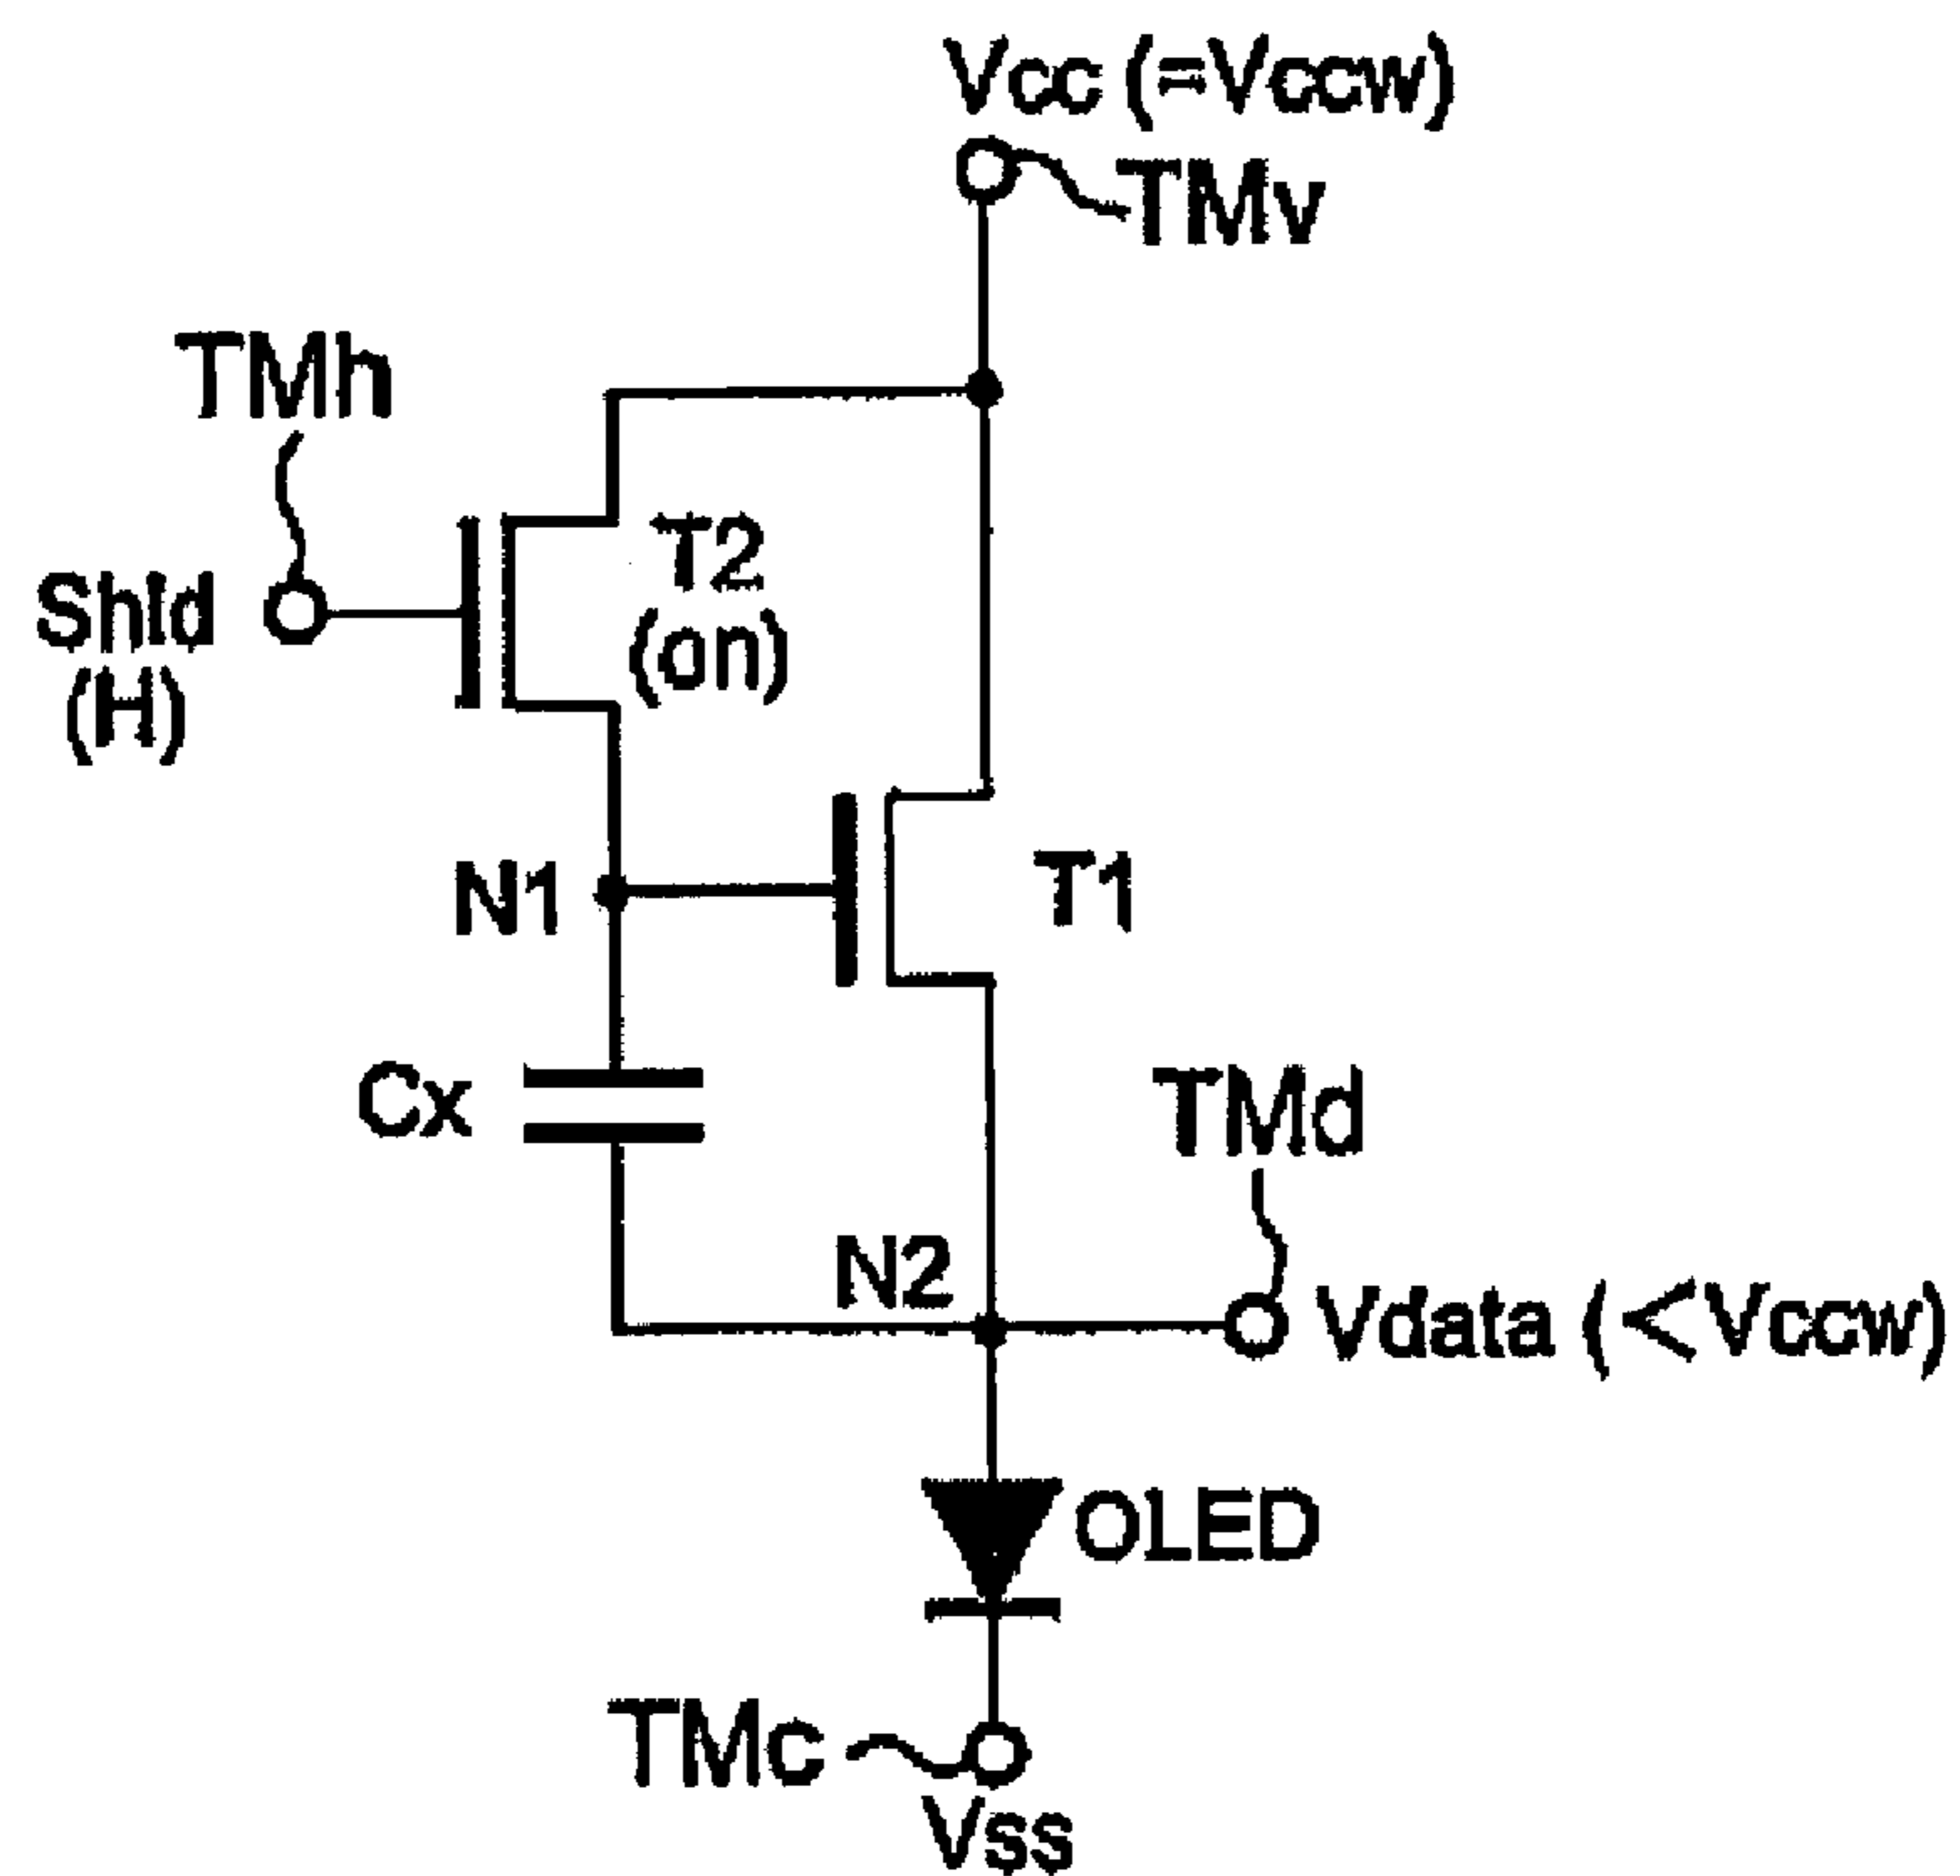 Vcc (=Vccw)
TMv
TMh
T2
(on)
Shld
(H)
N1
T1
Cx
TMd
N2
Vdata (<Vccw)
OLED
TMc
Vss